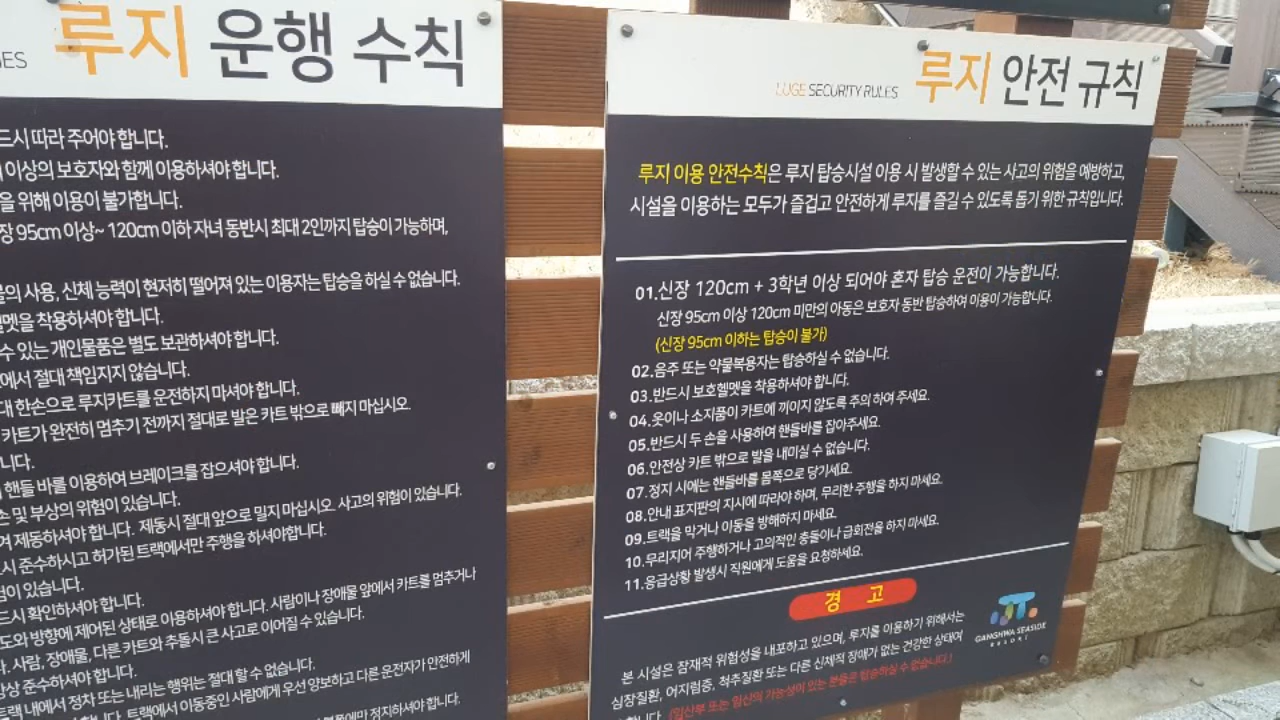 루지 운행 수칙
드시 따라 주어야 합니다.
이상의 보호자와 함께 이용하셔야 합니다.
을 위해 이용이 불가합니다.
장 95cm 이상~ 120cm 이하 자녀 동반시 최대 2인까지 탑승이 가능하며,
물의 사용, 신체 능력이 현저히 떨어져 있는 이용자는 탑승을 하실 수 없습니다.
헬멧을 착용하셔야 합니다.
수 있는 개인물품은 별도 보관하셔야 합니다.
에서 절대 책임지지 않습니다.
대 한손으로 루지카트를 운전하지 마셔야 합니다.
카트가 완전히 멈추기 전까지 절대로 발은 카트 밖으로 빼지 마십시오.
니다.
핸들 바를 이용하여 브레이크를 잡으셔야 합니다.
손 및 부상의 위험이 있습니다.
겨 제동하셔야 합니다. 제동시 절대 앞으로 밀지 마십시오. 사고의 위험이 있습니다.
시 준수하시고 허가된 트랙에서만 주행을 하셔야합니다.
험이 있습니다.
드시 확인하셔야 합니다.
도와 방향에 제어된 상태로 이용하셔야 합니다. 사람이나 장애물 앞에서 카트를 멈추거나
사람, 장애물, 다른 카트와 추돌시 큰 사고로 이어질 수 있습니다.
항상 준수하셔야 합니다.
트랙 내에서 정차 또는 내리는 행위는 절대 할 수 없습니다.
합니다. 트랙에서 이동중인 사람에게 우선 양보하고 다른 운전자가 안전하게
정지하셔야 합니다.
LUGE SECURITY RULES 루지 안전 규칙
루지 이용 안전수칙은 루지 탑승시설 이용 시 발생할 수 있는 사고의 위험을 예방하고,
시설을 이용하는 모두가 즐겁고 안전하게 루지를 즐길 수 있도록 돕기 위한 규칙입니다.
01.신장 120cm + 3학년 이상 되어야 혼자 탑승 운전이 가능합니다.
신장 95cm 이상 120cm 미만의 아동은 보호자 동반 탑승하여 이용이 가능합니다.
(신장 95cm 이하는 탑승이 불가)
02.음주 또는 약물복용자는 탑승하실 수 없습니다.
03.반드시 보호헬멧을 착용하셔야 합니다.
04.옷이나 소지품이 카트에 끼이지 않도록 주의 하여 주세요.
05.반드시 두 손을 사용하여 핸들바를 잡아주세요.
06.안전상 카트 밖으로 발을 내미실 수 없습니다.
07.정지 시에는 핸들바를 몸쪽으로 당기세요.
08.안내 표지판의 지시에 따라야 하며, 무리한 주행을 하지 마세요.
09.트랙을 막거나 이동을 방해하지 마세요.
10.무리지어 주행하거나 고의적인 충돌이나 급회전을 하지 마세요.
11.응급상황 발생시 직원에게 도움을 요청하세요.
경 고
본 시설은 잠재적 위험성을 내포하고 있으며, 루지를 이용하기 위해서는
심장질환, 어지럼증, 척추질환 또는 다른 신체적 장애가 없는 건강한 상태여
합니다. (임산부 또는 임신의 가능성이 있는 분들은 탑승하실 수 없습니다.)
GANGHWA SEASIDE
RESORT